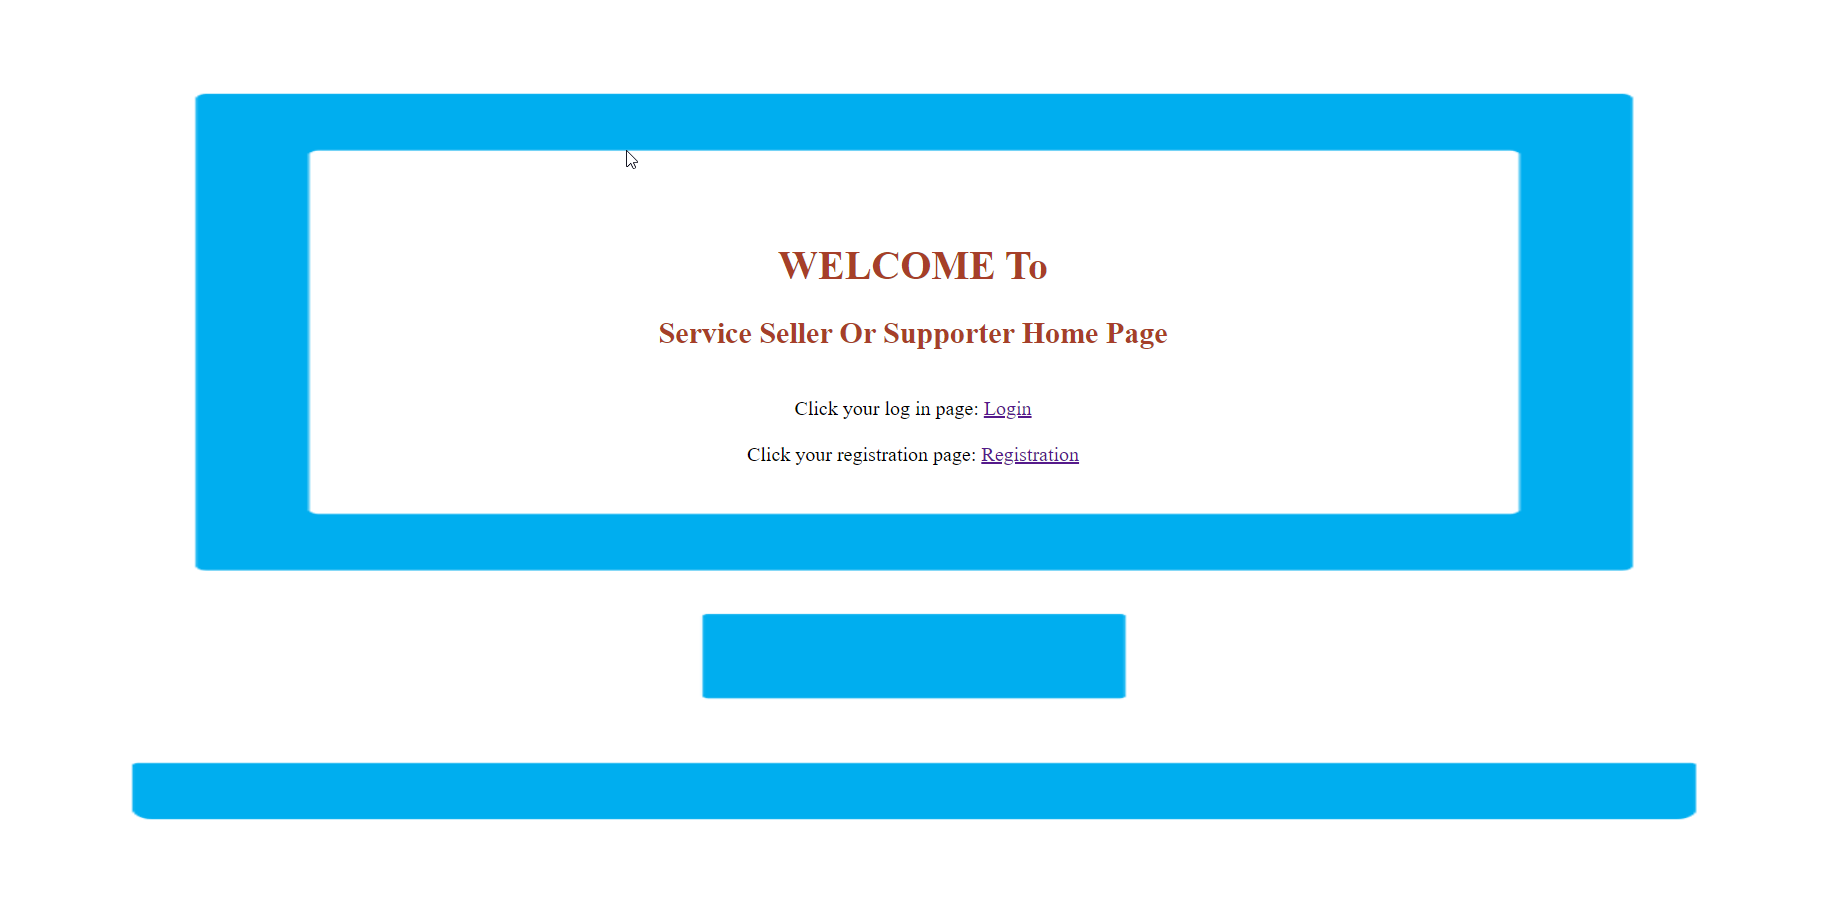 WELCOME To
Service Seller Or Supporter Home Page
Click your log in page: Login
Click your registration page: Registration